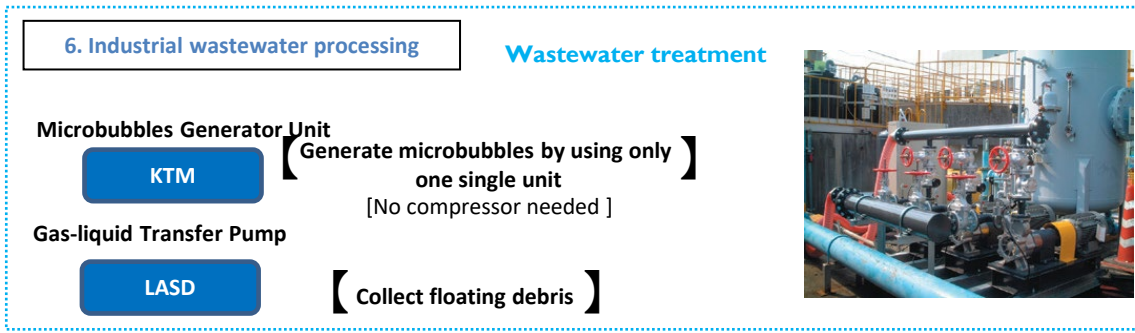 6. Industrial wastewater processing
Wastewater treatment
Microbubbles Generator Unit
KTM
【Generate microbubbles by using only
one single unit】
[No compressor needed ]
Gas-liquid Transfer Pump
LASD
【Collect floating debris】